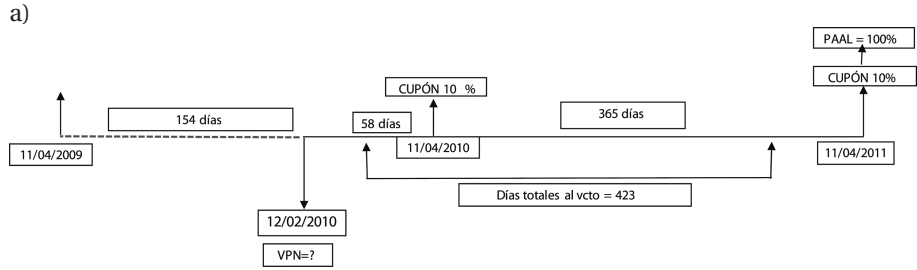 a)
PAAL = 100%
CUPÓN 10 %
CUPÓN 10%
154 días
58 días
365 días
11/04/2009
11/04/2010
11/04/2011
Días totales al vcto = 423
12/02/2010
VPN=?